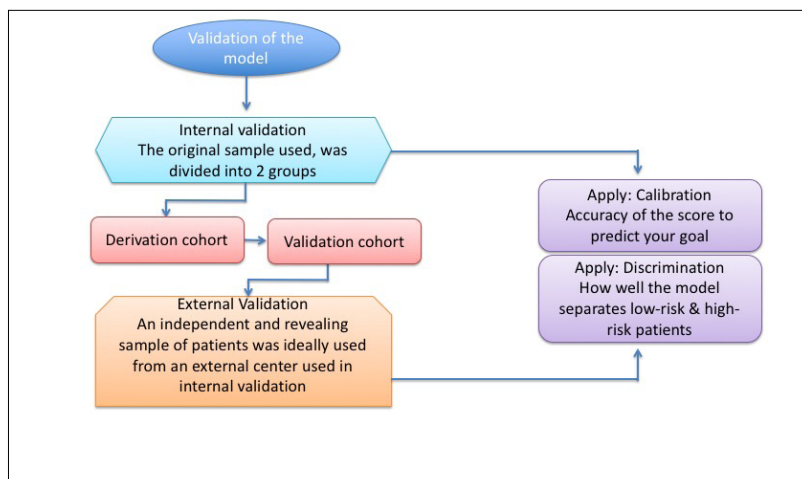 Validation of the
model
Internal validation
The original sample used, was
divided into 2 groups
Derivation cohort
Validation cohort
External Validation
An independent and revealing
sample of patients was ideally used
from an external center used in
internal validation
Apply: Calibration
Accuracy of the score to
predict your goal
Apply: Discrimination
How well the model
separates low-risk & high-
risk patients